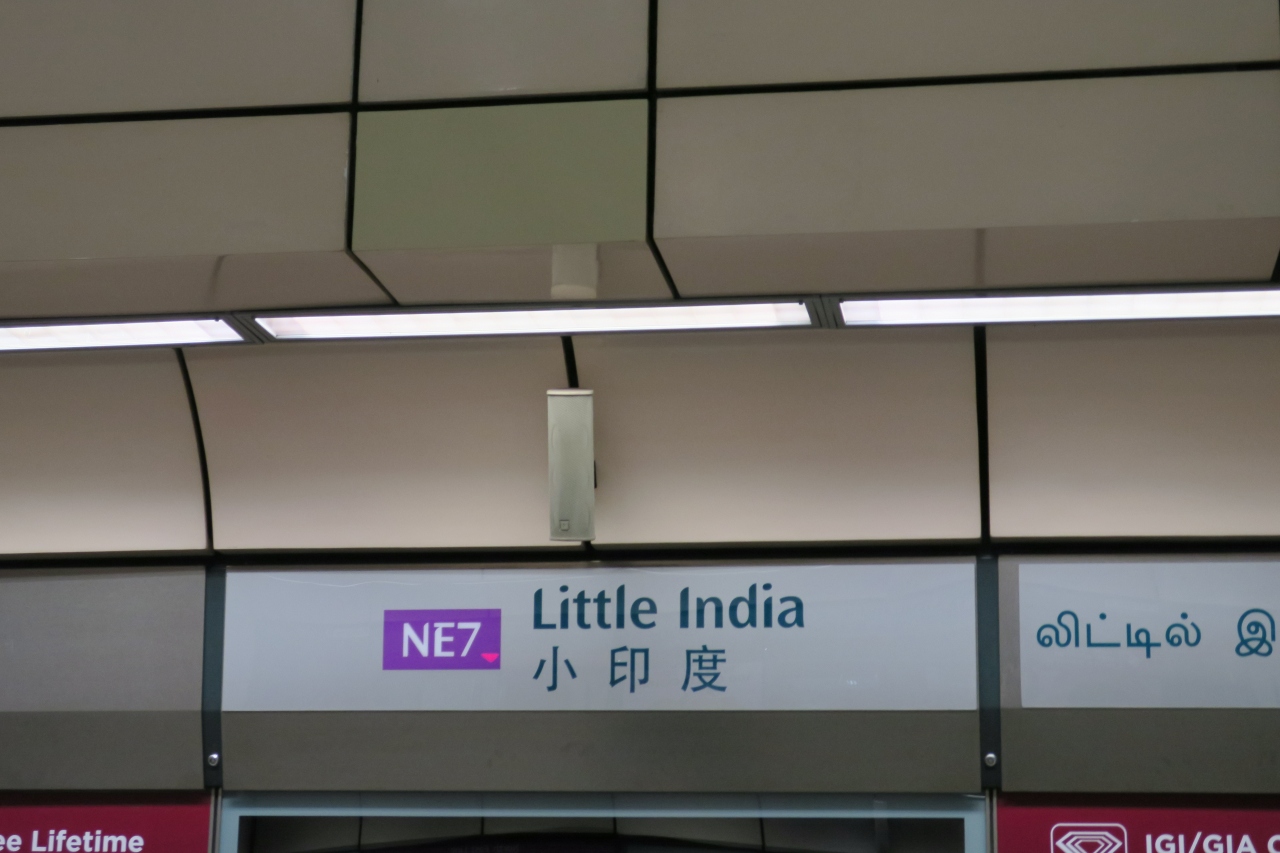 NE7
Little India
小印度
லிட்டில் இ
ee Lifetime
IGI/GIA